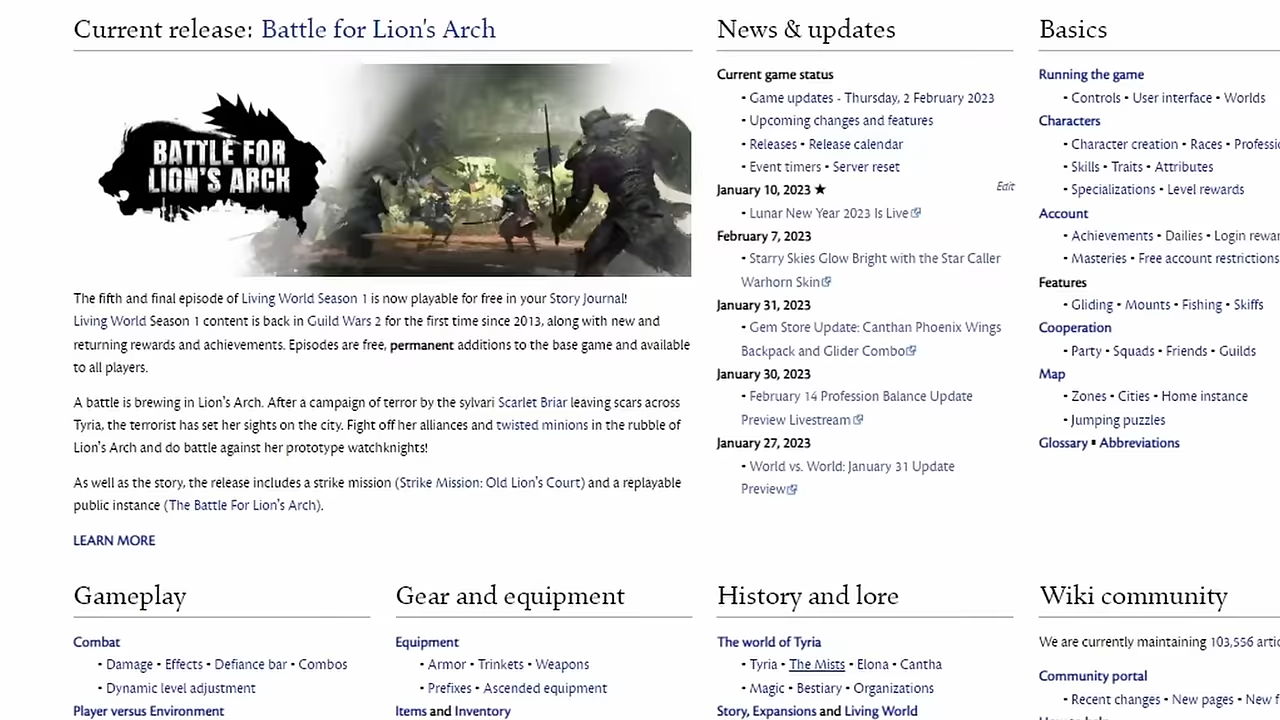 Current release: Battle for Lion's Arch
BATTLE FOR
LION'S ARCH
The fifth and final episode of Living World Season 1 is now playable for free in your Story Journal!
Living World Season 1 content is back in Guild Wars 2 for the first time since 2013, along with new and
returning rewards and achievements. Episodes are free, permanent additions to the base game and available
to all players.
A battle is brewing in Lion's Arch. After a campaign of terror by the sylvari Scarlet Briar leaving scars across
Tyria, the terrorist has set her sights on the city. Fight off her alliances and twisted minions in the rubble of
Lion's Arch and do battle against her prototype watchknights!
As well as the story, the release includes a strike mission (Strike Mission: Old Lion's Court) and a replayable
public instance (The Battle For Lion's Arch).
LEARN MORE
News & updates
Current game status
• Game updates - Thursday, 2 February 2023
• Upcoming changes and features
• Releases • Release calendar
• Event timers • Server reset
January 10, 2023 ★ Edit
• Lunar New Year 2023 Is Live
February 7, 2023
• Starry Skies Glow Bright with the Star Caller
Warhorn Skin
January 31, 2023
• Gem Store Update: Canthan Phoenix Wings
Backpack and Glider Combo
January 30, 2023
• February 14 Profession Balance Update
Preview Livestream
January 27, 2023
• World vs. World: January 31 Update
Preview
Basics
Running the game
• Controls • User interface • Worlds
Characters
• Character creation • Races • Professi
• Skills • Traits • Attributes
• Specializations • Level rewards
Account
• Achievements • Dailies • Login rewar
• Masteries • Free account restrictions
Features
• Gliding • Mounts • Fishing • Skiffs
Cooperation
• Party • Squads • Friends • Guilds
Map
• Zones • Cities • Home instance
• Jumping puzzles
Glossary ▪ Abbreviations
Gameplay
Combat
• Damage • Effects • Defiance bar • Combos
• Dynamic level adjustment
Player versus Environment
Gear and equipment
Equipment
• Armor • Trinkets • Weapons
• Prefixes • Ascended equipment
Items and Inventory
History and lore
The world of Tyria
• Tyria • The Mists • Elona • Cantha
• Magic • Bestiary • Organizations
Story, Expansions and Living World
Wiki community
We are currently maintaining 103,556 artic
Community portal
• Recent changes • New pages • New f